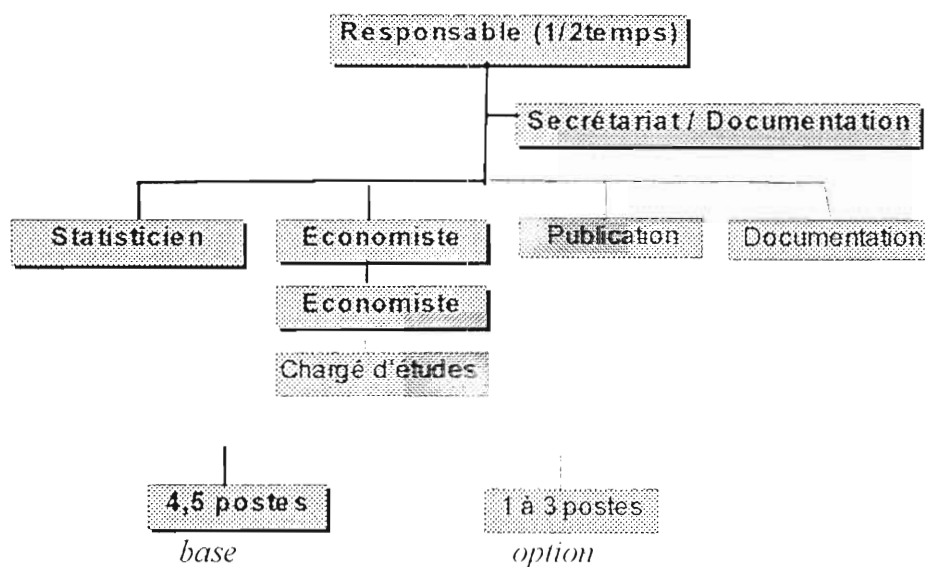 Responsable (1/2temps)
Secrétariat / Documentation
Statisticien
Economiste
Publication
Documentation
Economiste
Chargé d'études
4,5 postes
1 à 3 postes
base
option